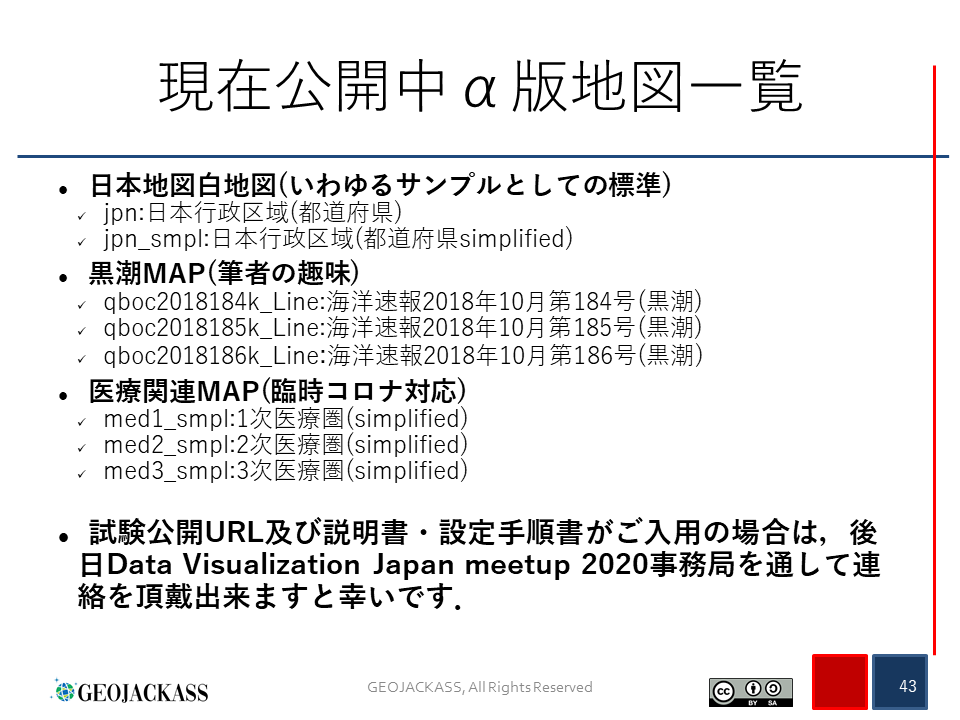 現在公開中α版地図一覧
● 日本地図白地図(いわゆるサンプルとしての標準)
✓ jpn:日本行政区域(都道府県)
✓ jpn_smpl:日本行政区域(都道府県simplified)
● 黒潮MAP(筆者の趣味)
✓ qboc2018184k_Line:海洋速報2018年10月第184号(黒潮)
✓ qboc2018185k_Line:海洋速報2018年10月第185号(黒潮)
✓ qboc2018186k_Line:海洋速報2018年10月第186号(黒潮)
● 医療関連MAP(臨時コロナ対応)
✓ med1_smpl:1次医療圏(simplified)
✓ med2_smpl:2次医療圏(simplified)
✓ med3_smpl:3次医療圏(simplified)
● 試験公開URL及び説明書・設定手順書がご入用の場合は，後
日Data Visualization Japan meetup 2020事務局を通して連
絡を頂戴出来ますと幸いです．
GEOJACKASS
GEOJACKASS, All Rights Reserved
cc BY SA
43